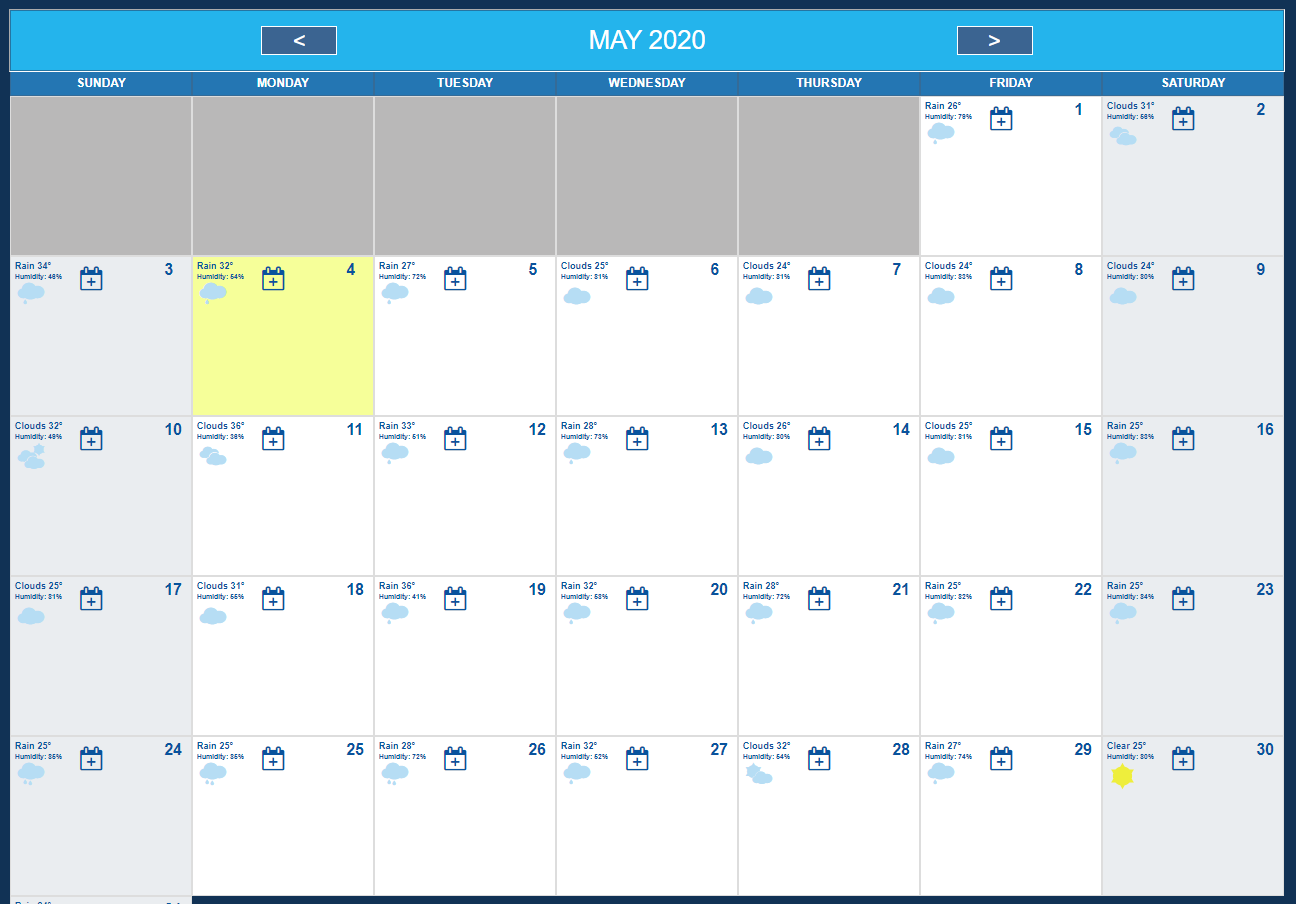 <
MAY 2020
>
SUNDAY MONDAY TUESDAY WEDNESDAY THURSDAY FRIDAY SATURDAY
Rain 26° 1
Humidity: 79%
Clouds 31° 2
Humidity: 56%
Rain 34° 3
Humidity: 46%
Rain 32° 4
Humidity: 54%
Rain 27° 5
Humidity: 72%
Clouds 25° 6
Humidity: 81%
Clouds 24° 7
Humidity: 81%
Clouds 24° 8
Humidity: 83%
Clouds 24° 9
Humidity: 80%
Clouds 32° 10
Humidity: 49%
Clouds 36° 11
Humidity: 36%
Rain 33° 12
Humidity: 51%
Rain 28° 13
Humidity: 73%
Clouds 26° 14
Humidity: 80%
Clouds 25° 15
Humidity: 81%
Rain 25° 16
Humidity: 83%
Clouds 25° 17
Humidity: 81%
Clouds 31° 18
Humidity: 55%
Rain 36° 19
Humidity: 41%
Rain 32° 20
Humidity: 53%
Rain 28° 21
Humidity: 72%
Rain 25° 22
Humidity: 82%
Rain 25° 23
Humidity: 84%
Rain 25° 24
Humidity: 85%
Rain 25° 25
Humidity: 85%
Rain 28° 26
Humidity: 72%
Rain 32° 27
Humidity: 52%
Clouds 32° 28
Humidity: 54%
Rain 27° 29
Humidity: 74%
Clear 25° 30
Humidity: 80%